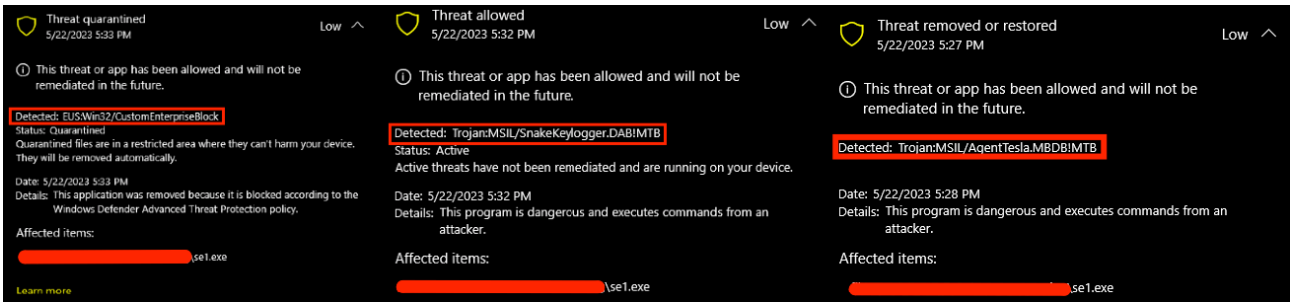 Threat quarantined
5/22/2023 5:33 PM
Low
This threat or app has been allowed and will not be
remediated in the future.
Detected: EUS:Win32/CustomEnterpriseBlock
Status: Quarantined
Quarantined files are in a restricted area where they can't harm your device.
They will be removed automatically.
Date: 5/22/2023 5:33 PM
Details: This application was removed because it is blocked according to the
Windows Defender Advanced Threat Protection policy.
Affected items:
\se1.exe
Learn more
Threat allowed
5/22/2023 5:32 PM
Low
This threat or app has been allowed and will not be
remediated in the future.
Detected: Trojan:MSIL/SnakeKeylogger.DAB!MTB
Status: Active
Active threats have not been remediated and are running on your device.
Date: 5/22/2023 5:32 PM
Details: This program is dangerous and executes commands from an
attacker.
Affected items:
\se1.exe
Threat removed or restored
5/22/2023 5:27 PM
Low
This threat or app has been allowed and will not be
remediated in the future.
Detected: Trojan:MSIL/AgentTesla.MBDB!MTB
Date: 5/22/2023 5:28 PM
Details: This program is dangerous and executes commands from an
attacker.
Affected items:
\se1.exe